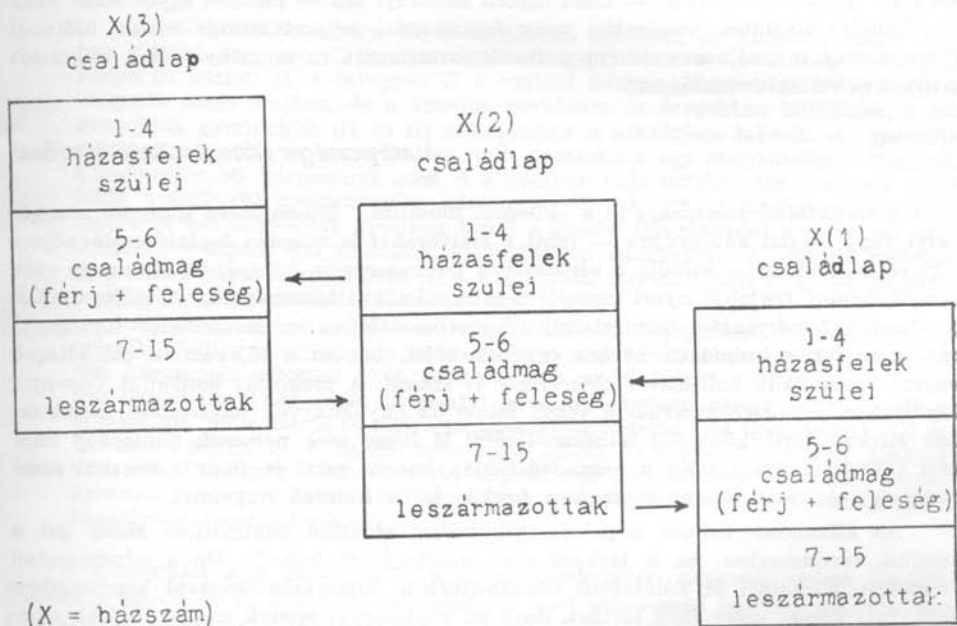 X(3)
családlap
1-4
házasfelek
szülei
5-6
családmag
(férj + feleség)
7-15
leszármazottak
X(2)
családlap
1-4
házasfelek
szülei
5-6
családmag
(férj + feleség)
7-15
leszármazottak
X(1)
családlap
1-4
házasfelek
szülei
5-6
családmag
(férj + feleség)
7-15
leszármazottak
(X = házszám)